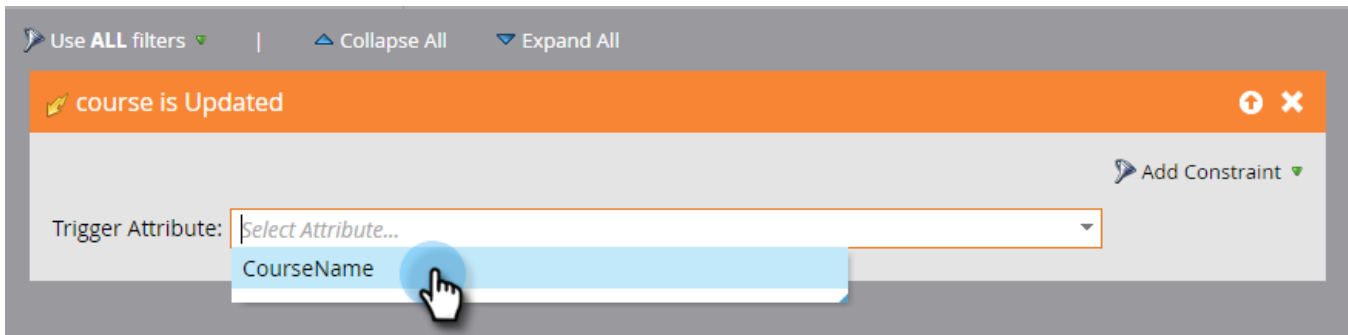 Use ALL filters | Collapse All Expand All
course is Updated
Add Constraint
Trigger Attribute: Select Attribute...
CourseName